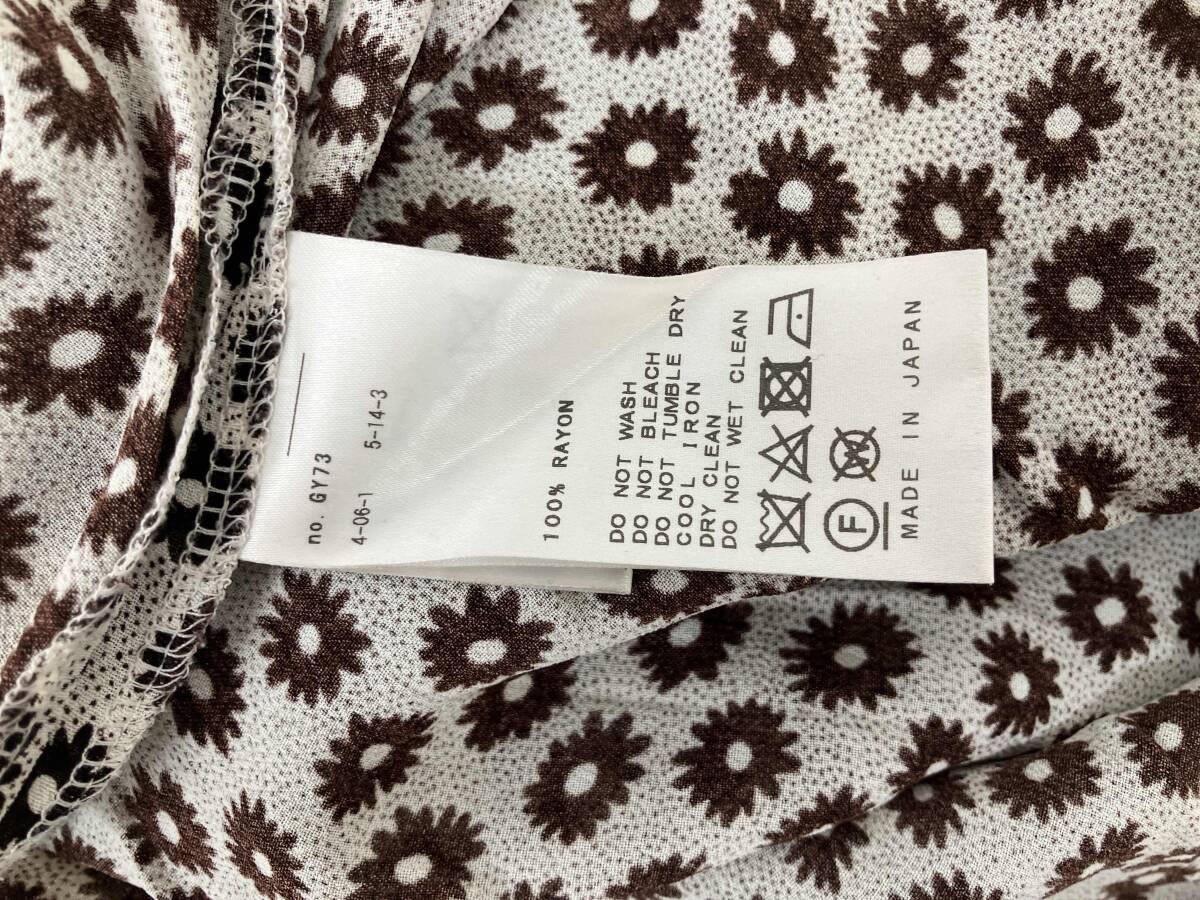 no. GY73
4-06-1 5-14-3
100% RAYON
DO NOT WASH
DO NOT BLEACH
DO NOT TUMBLE DRY
COOL IRON
DRY CLEAN
DO NOT WET CLEAN
F W
MADE IN JAPAN